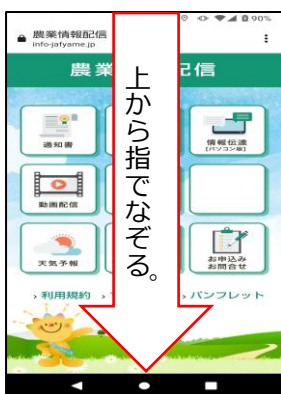 90%
農業情報配信
info-jafyame.jp
農業
信
上から指でなぞる。
通知書
情報伝達
[パソコン版]
動画配信
天気予報
お申込み
お問合せ
› 利用規約
›
› パンフレット